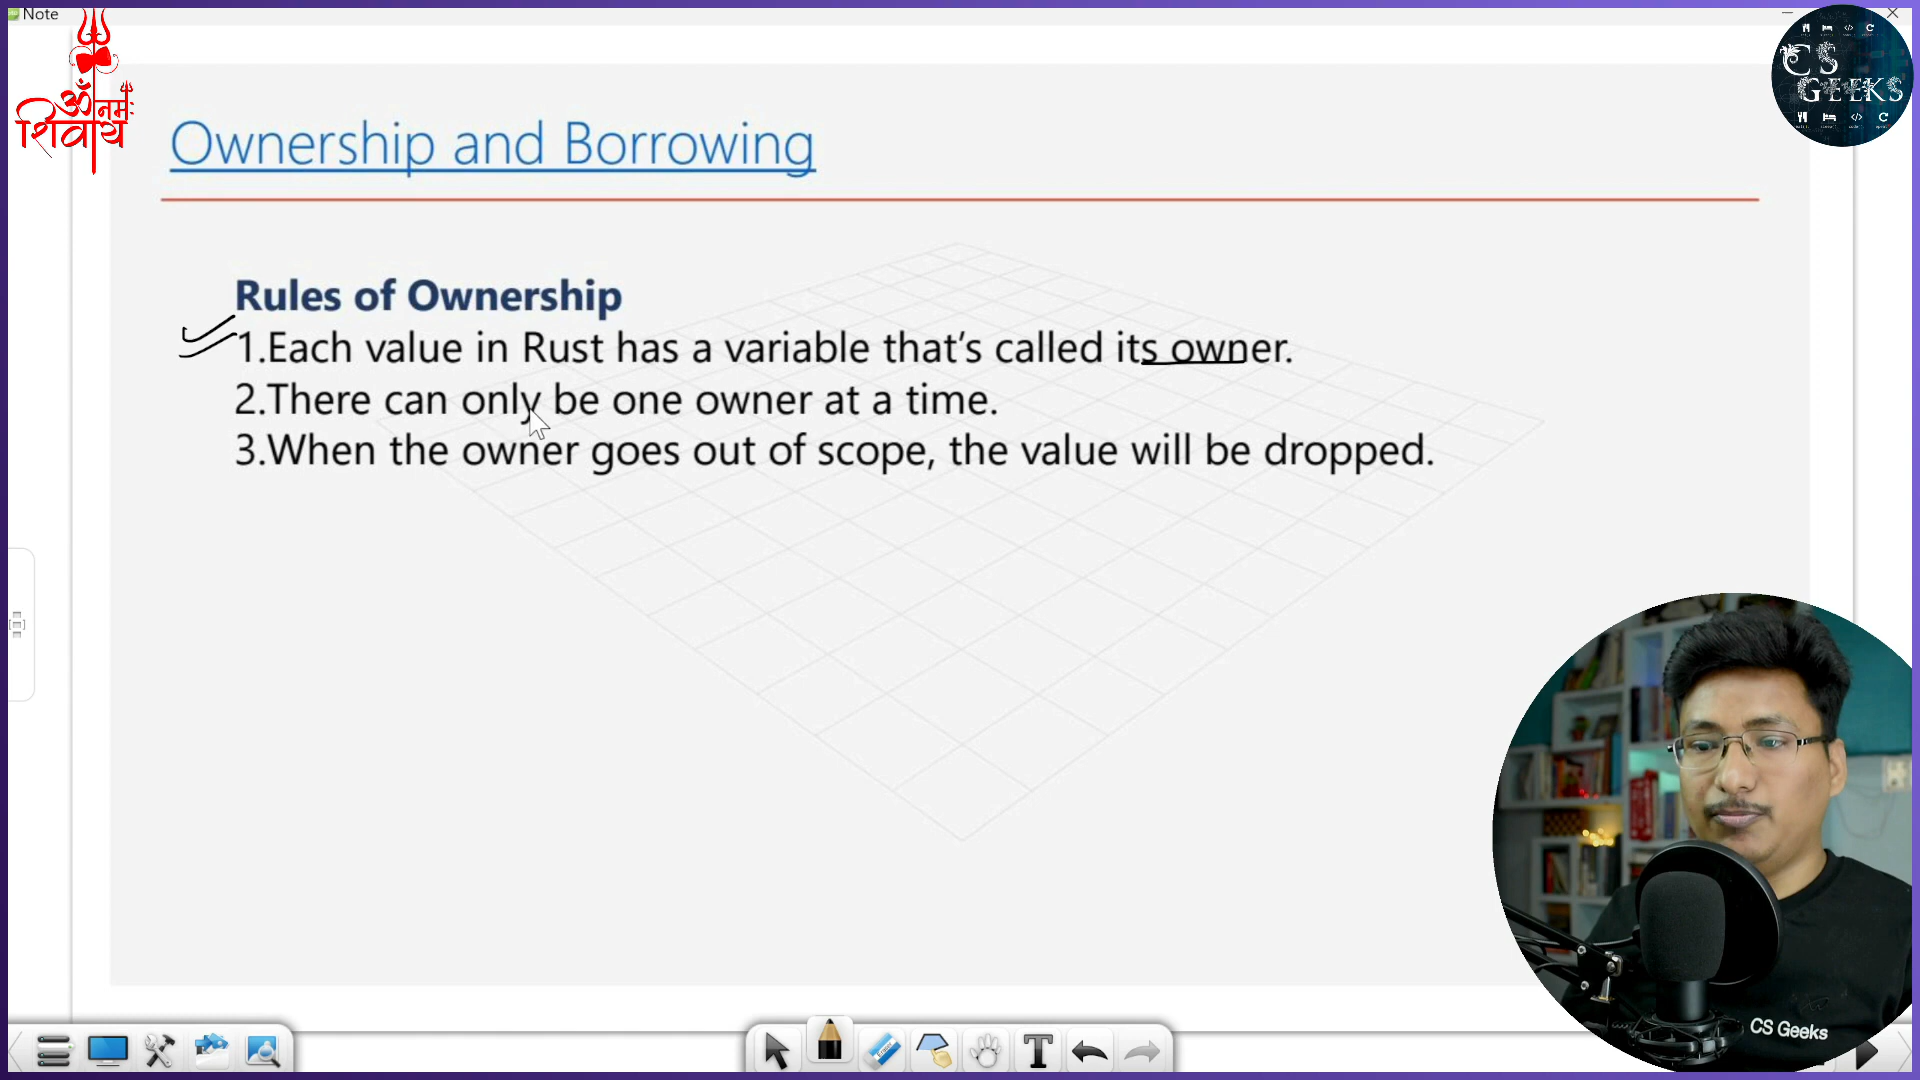 Note
ॐ नमः
शिवाय
CS
GEEKS
Ownership and Borrowing
Rules of Ownership
1.Each value in Rust has a variable that's called its owner.
2.There can only be one owner at a time.
3.When the owner goes out of scope, the value will be dropped.
CS Geeks
T